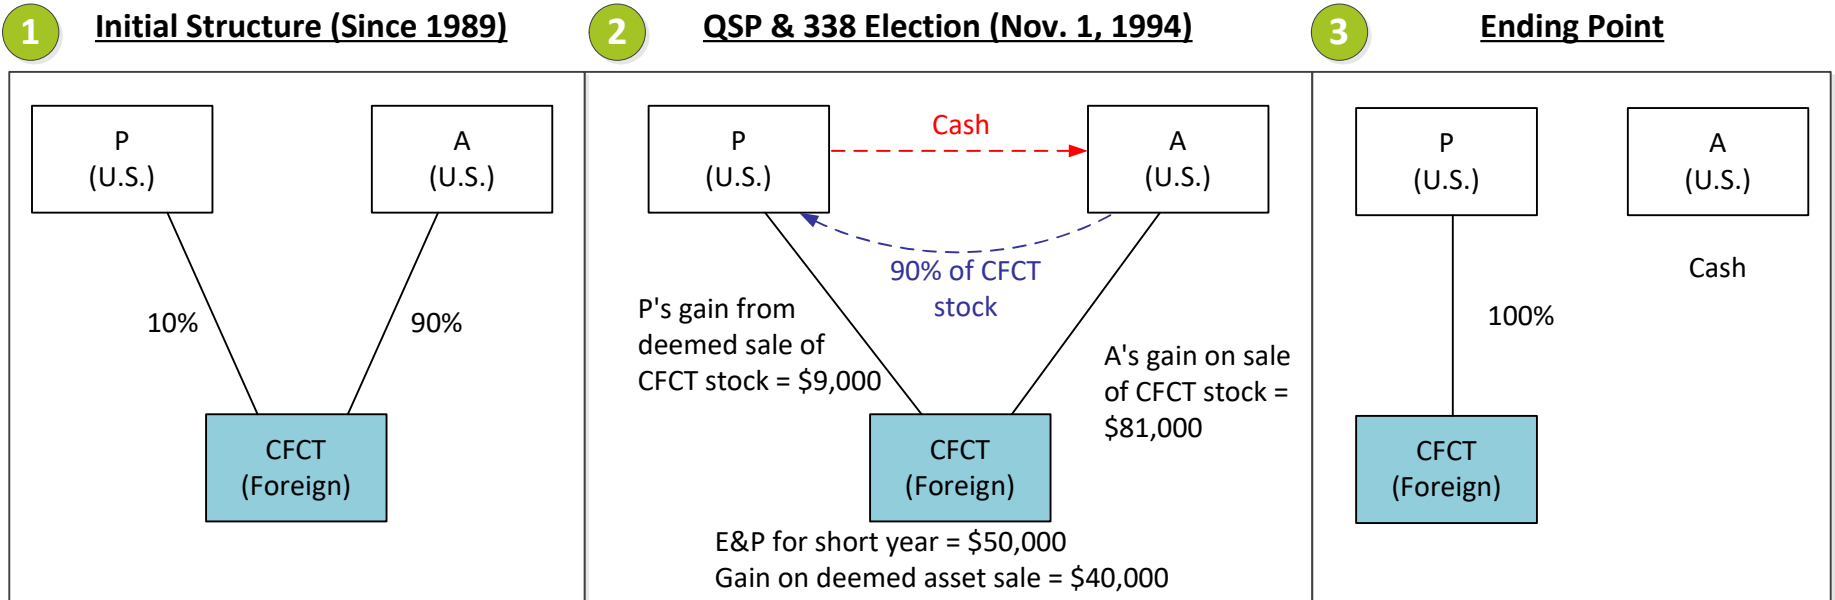 1 Initial Structure (Since 1989)
P
(U.S.)
A
(U.S.)
10%
90%
CFCT
(Foreign)
2 QSP & 338 Election (Nov. 1, 1994)
P
(U.S.)
Cash
A
(U.S.)
90% of CFCT
stock
P's gain from
deemed sale of
CFCT stock = $9,000
A's gain on sale
of CFCT stock =
$81,000
CFCT
(Foreign)
E&P for short year = $50,000
Gain on deemed asset sale = $40,000
3 Ending Point
P
(U.S.)
A
(U.S.)
Cash
100%
CFCT
(Foreign)